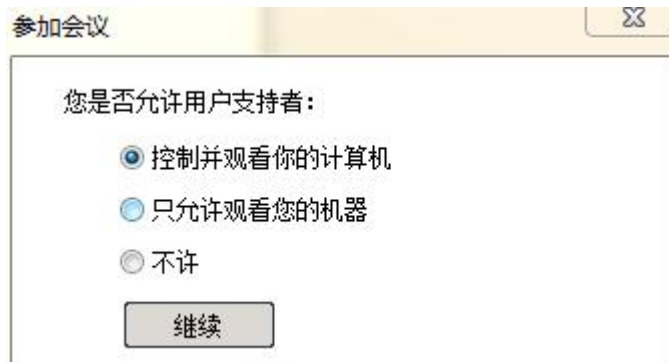 参加会议
您是否允许用户支持者：
控制并观看你的计算机
只允许观看您的机器
不许
继续